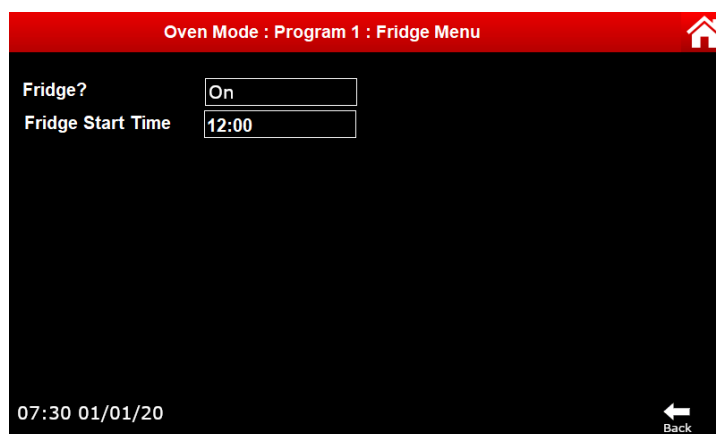 Oven Mode : Program 1 : Fridge Menu
Fridge? On
Fridge Start Time 12:00
07:30 01/01/20
Back